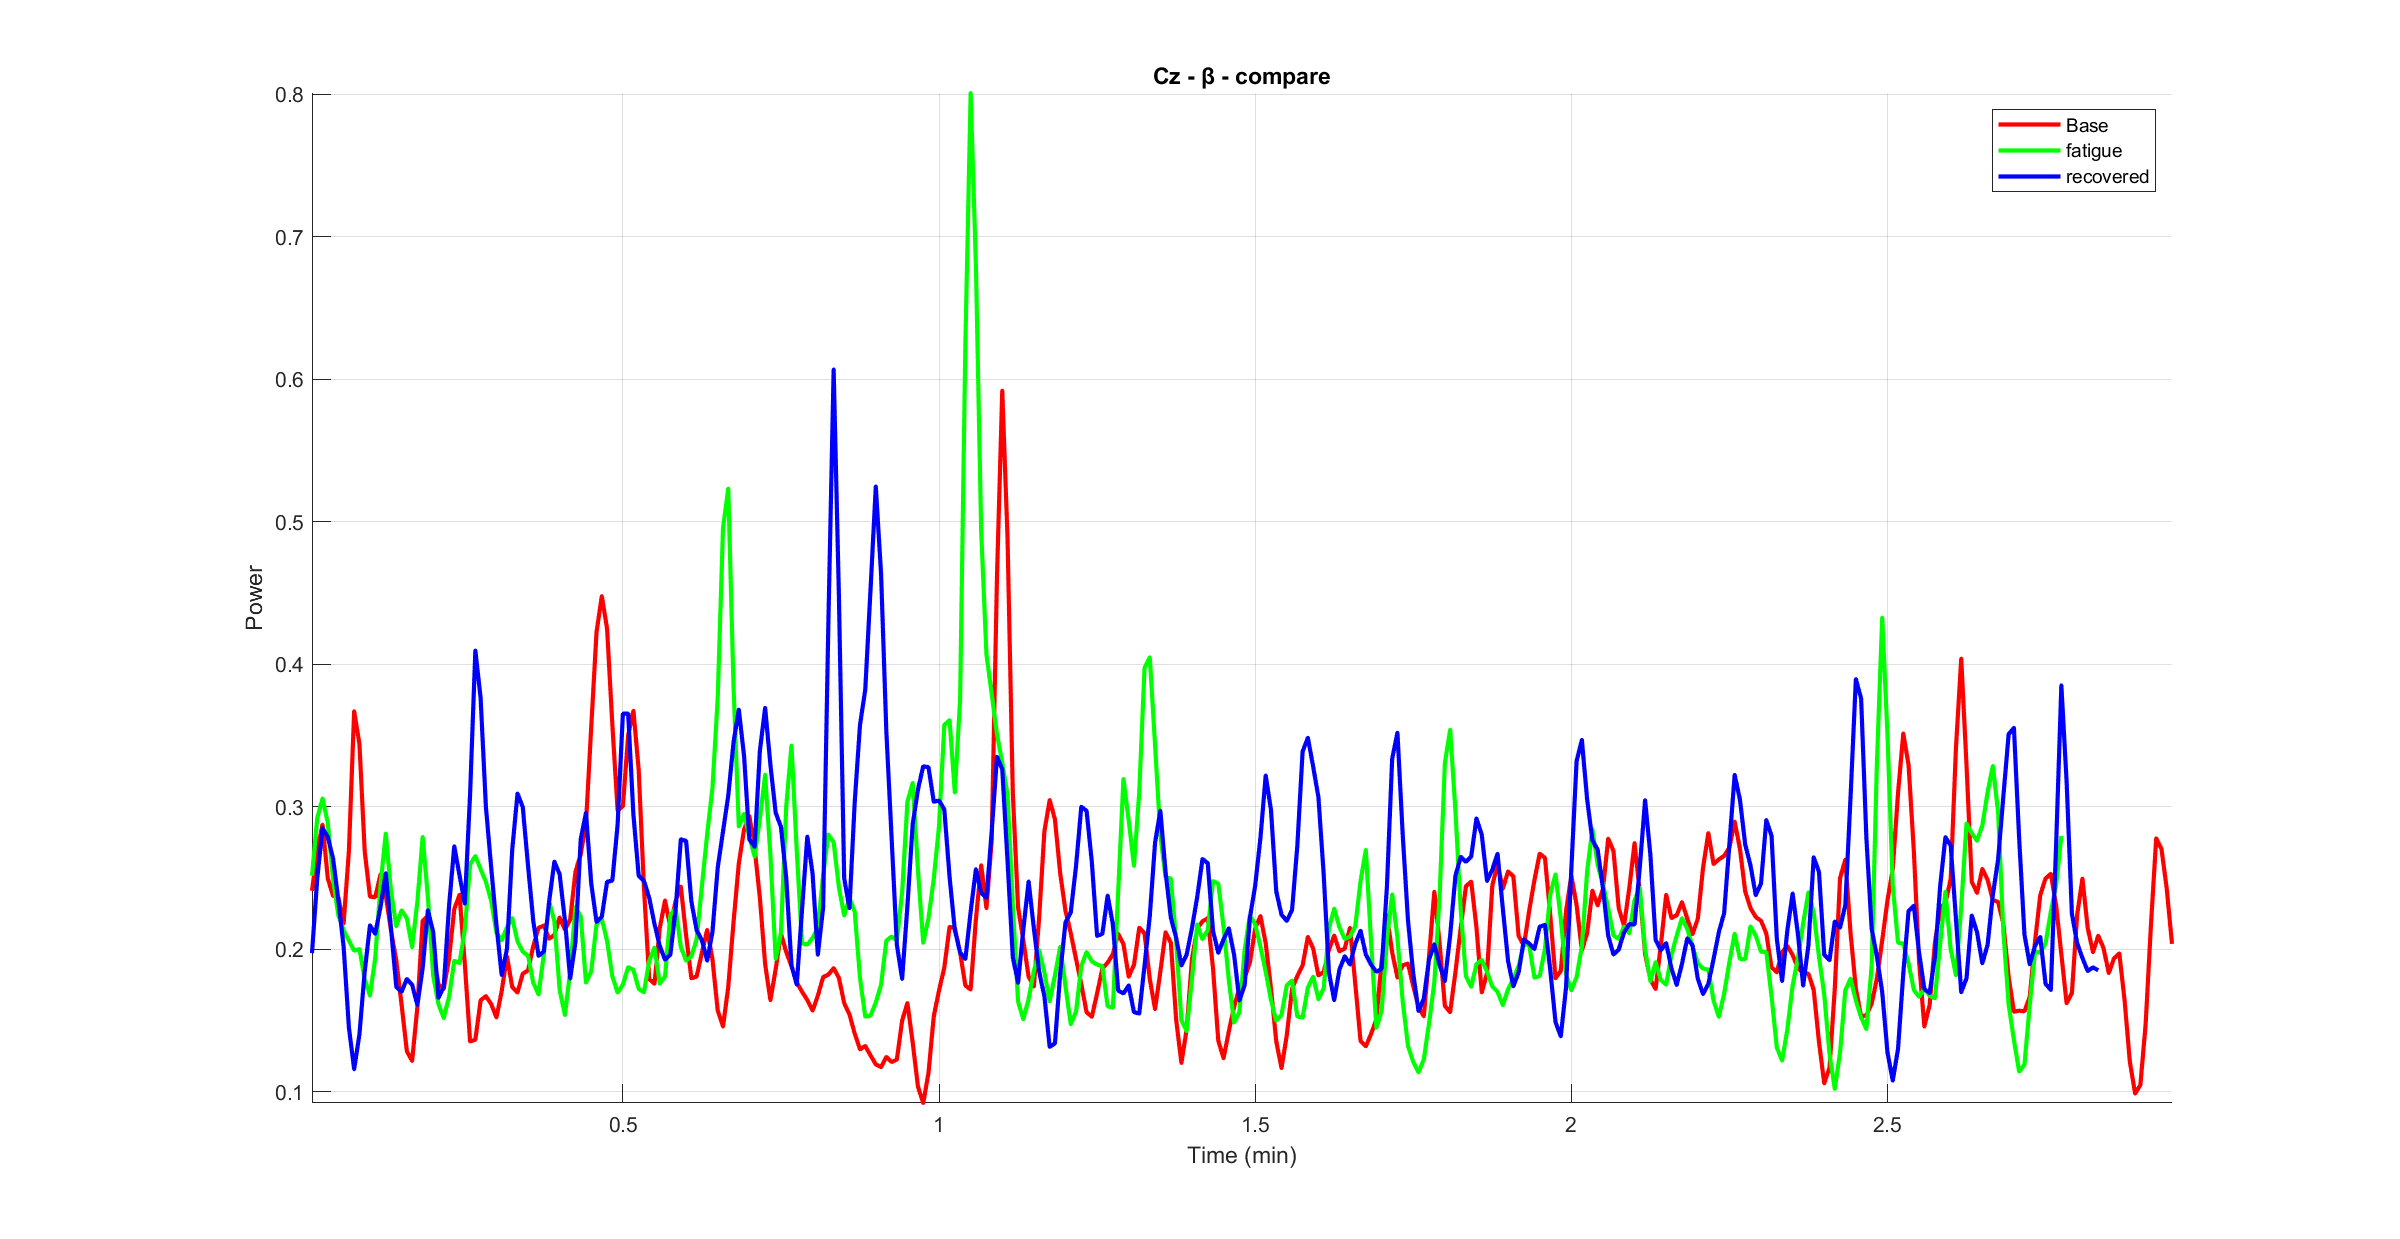 Cz - β - compare
0.8
0.7
0.6
0.5
0.4
0.3
0.2
0.1
Power
Base
fatigue
recovered
0.5
1
1.5
2
2.5
Time (min)